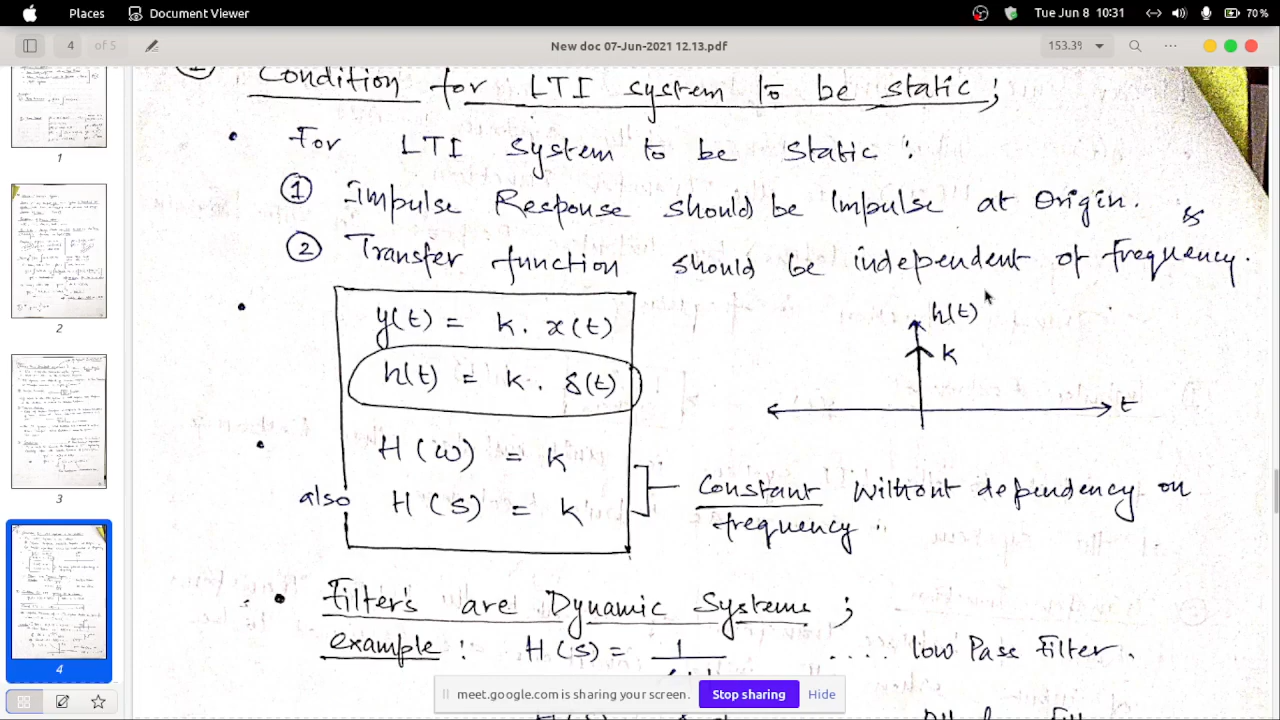 Places Document Viewer Tue Jun 8 10:31 70 %
4 of 5 New doc 07-Jun-2021 12.13.pdf 153.3%
Condition for LTI system to be static ;
For LTI system to be static :
① Impulse Response should be Impulse at Origin. &
② Transfer function should be independent of frequency.
y(t) = k . x(t)
h(t)
h(t) = k . δ(t)
k
t
H (ω) = k
also H (s) = k
Constant without dependency on
frequency .
Filter's are Dynamic Systems ;
example : H (s) = 1 .... low Pass Filter.
1
2
3
4
meet.google.com is sharing your screen. Stop sharing Hide